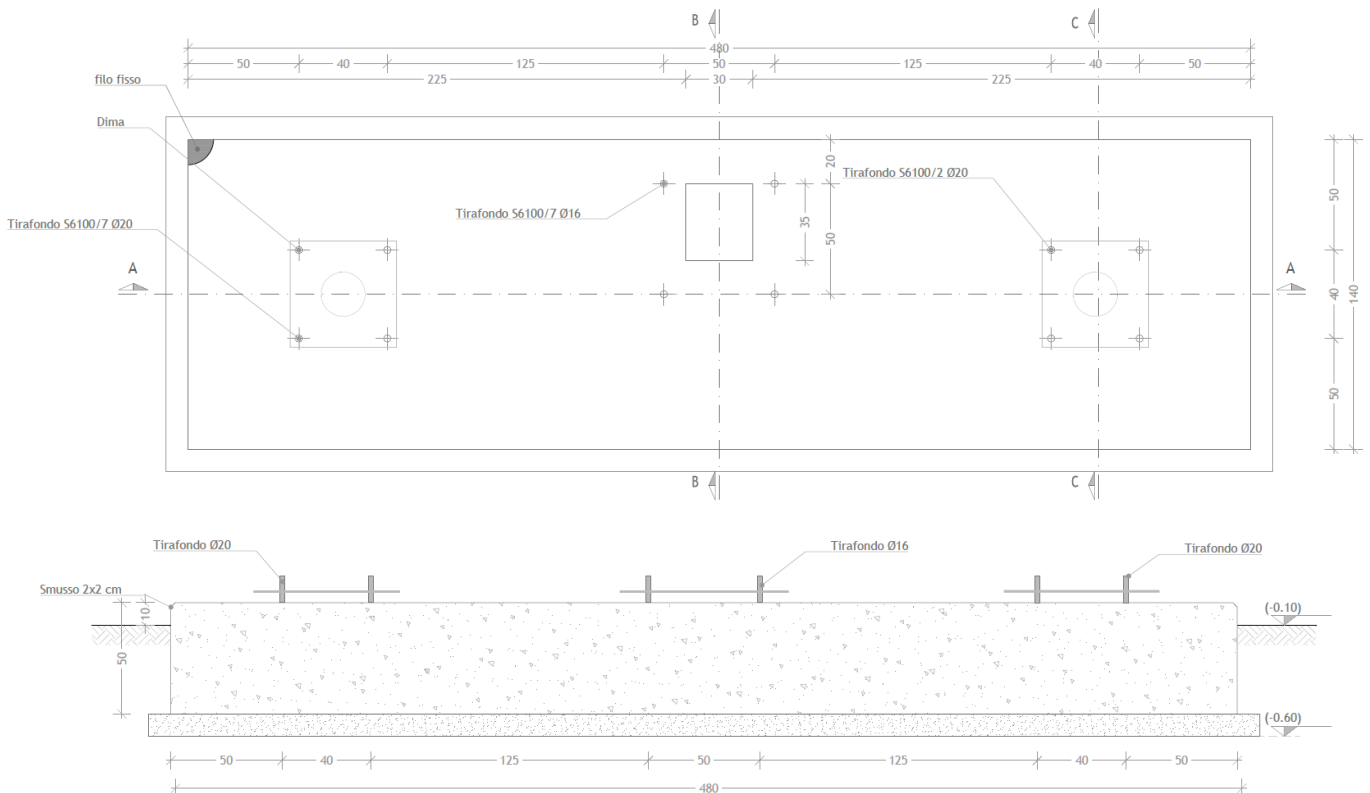 B
C
480
50
40
125
50
125
40
50
225
30
225
filo fisso
Dima
20
50
140
Tirafondo S6100/2 Ø20
Tirafondo S6100/7 Ø16
35
50
Tirafondo S6100/7 Ø20
A
A
40
50
B
C
Tirafondo Ø20
Tirafondo Ø16
Tirafondo Ø20
Smusso 2x2 cm
10
(-0.10)
50
(-0.60)
50
40
125
50
125
40
50
480